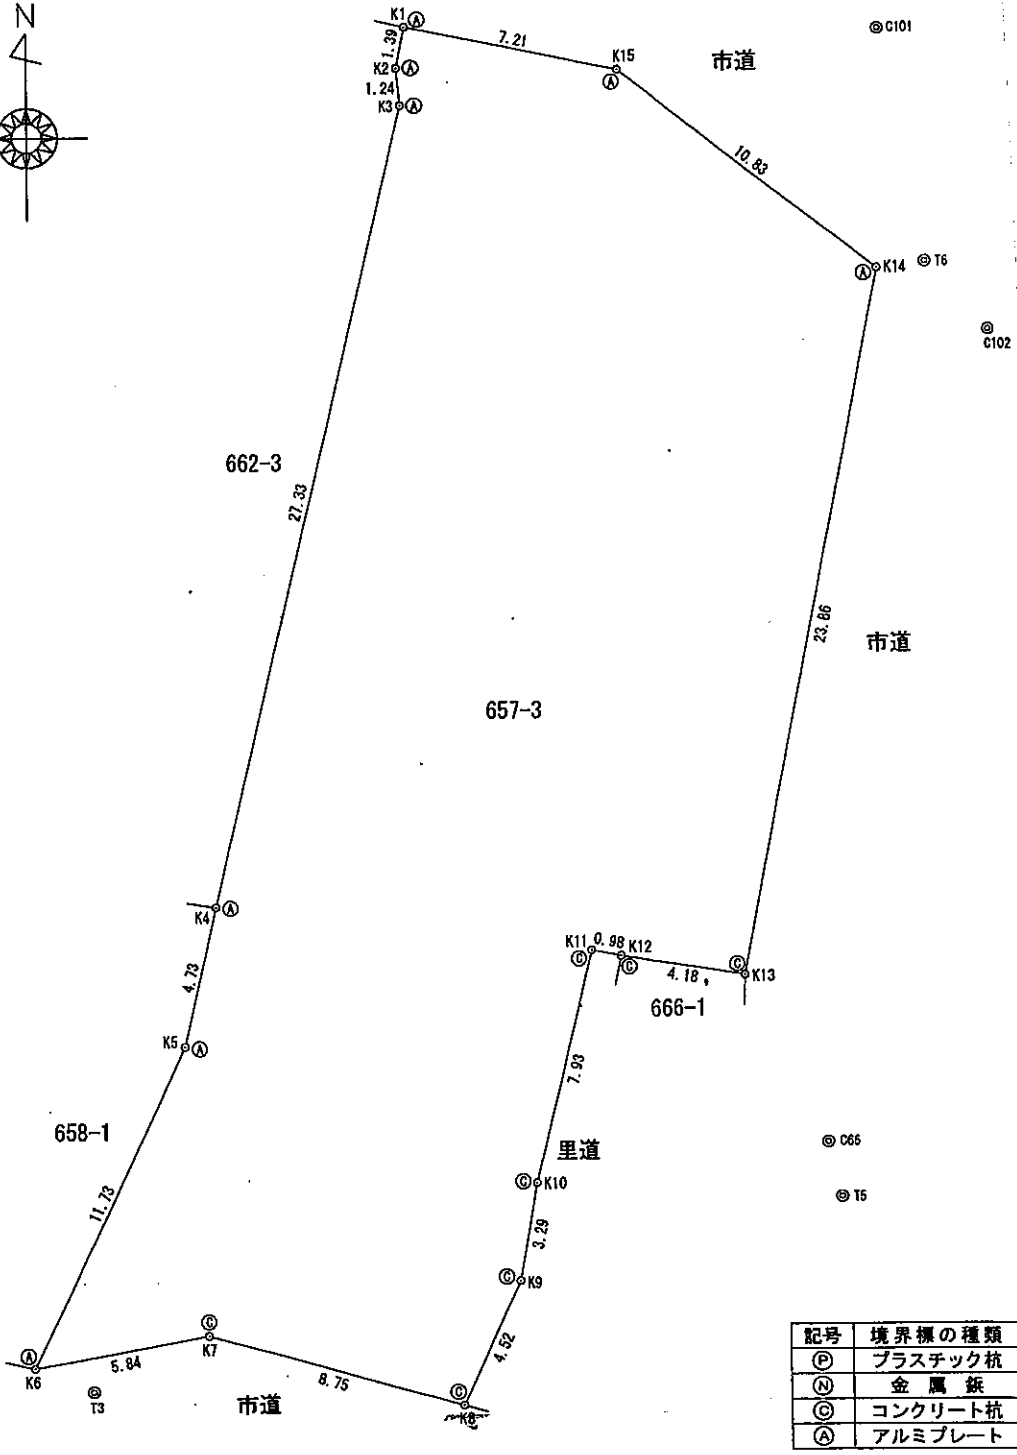 N
K1 Ⓐ
C101
7.21
K15
市道
1.39
Ⓐ
K2 Ⓐ
1.24
K3 Ⓐ
10.83
K14
T6
Ⓐ
C102
662-3
27.33
23.86
市道
657-3
K4 Ⓐ
K11 0.98 K12
Ⓒ Ⓒ Ⓒ
K13
4.18
666-1
4.73
K5 Ⓐ
7.93
658-1
C66
里道
Ⓒ K10
T5
11.73
3.29
Ⓒ K9
Ⓒ
K7
4.52
Ⓐ
K6
5.84
8.75
Ⓒ
K8
T3
市道
記号 境界標の種類
Ⓟ プラスチック杭
Ⓝ 金属鋲
Ⓒ コンクリート杭
Ⓐ アルミプレート